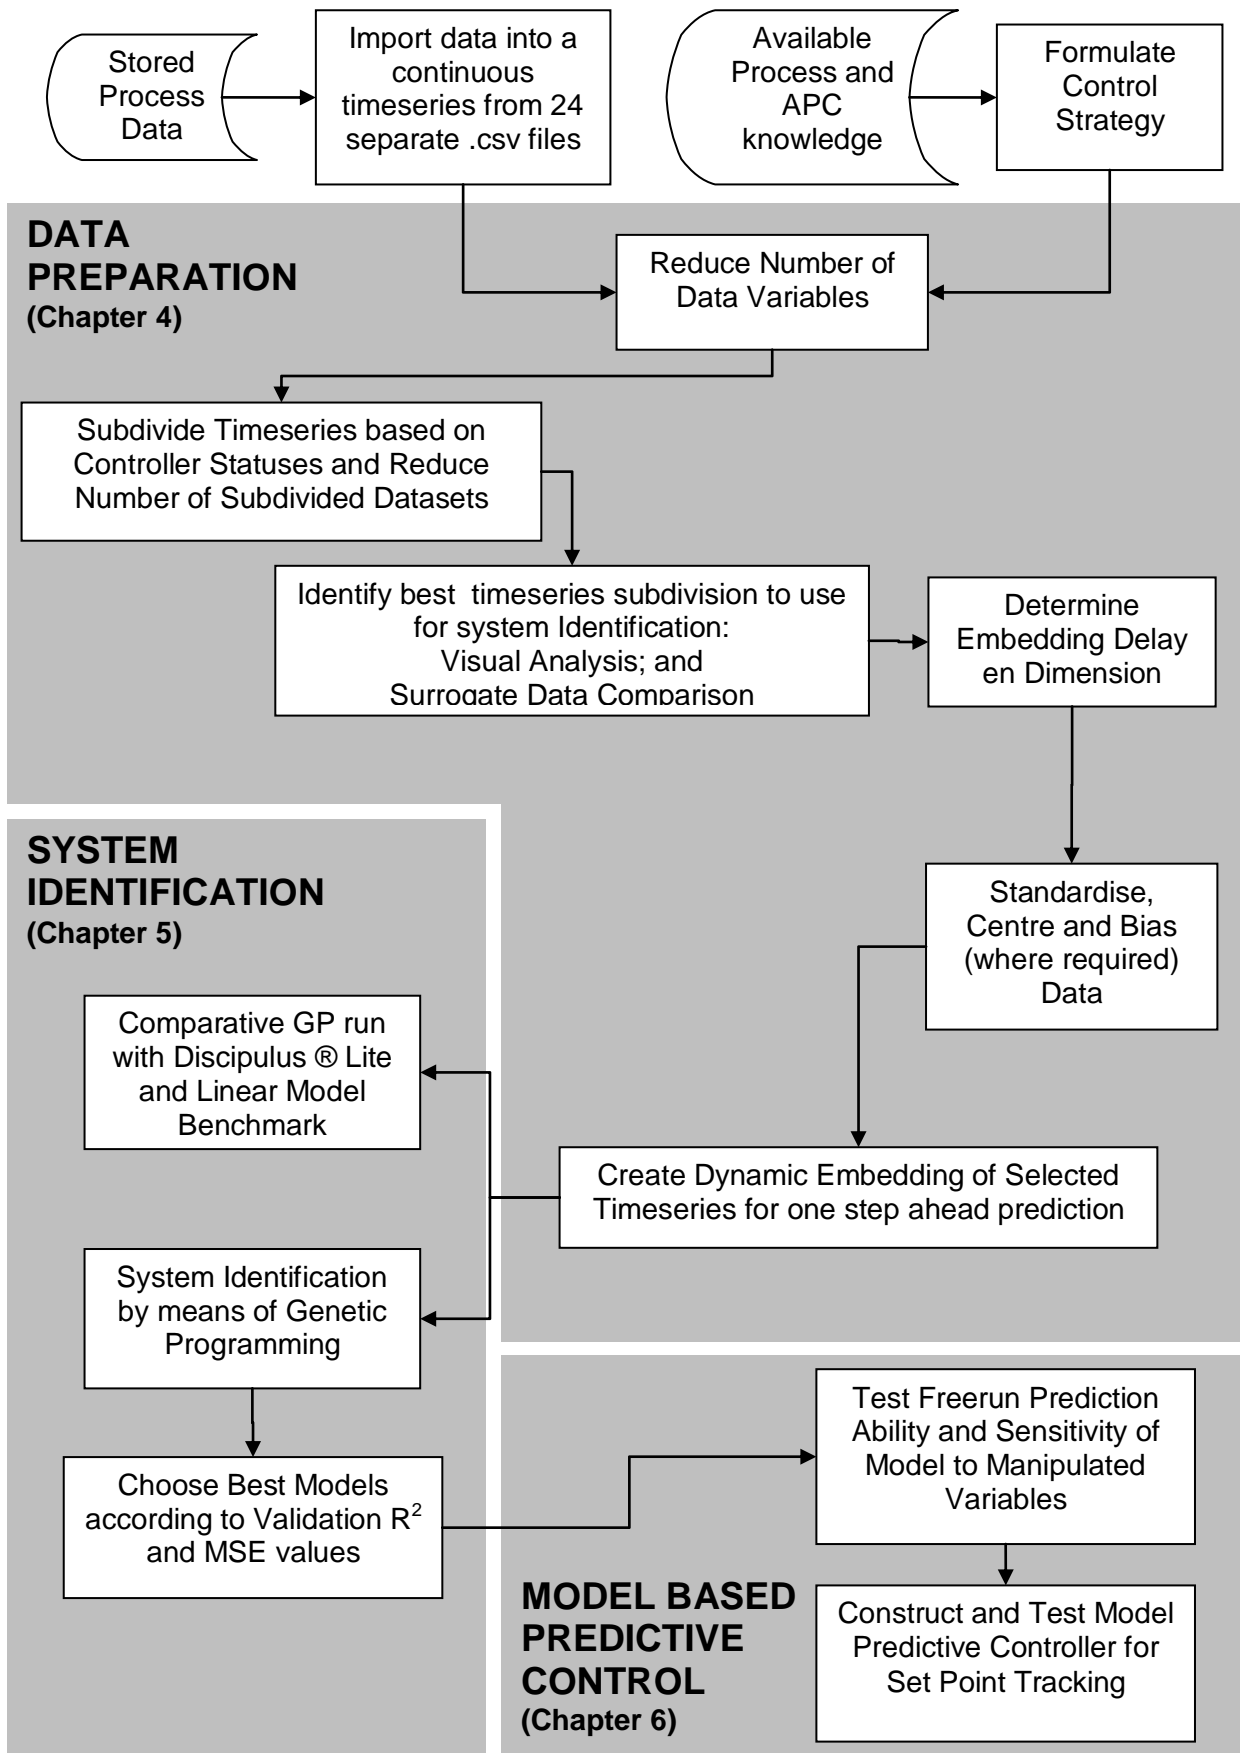 Stored
Process
Data
Import data into a
continuous
timeseries from 24
separate .csv files
Available
Process and
APC
knowledge
Formulate
Control
Strategy
DATA
PREPARATION
(Chapter 4)
Reduce Number of
Data Variables
Subdivide Timeseries based on
Controller Statuses and Reduce
Number of Subdivided Datasets
Identify best timeseries subdivision to use
for system Identification:
Visual Analysis; and
Surrogate Data Comparison
Determine
Embedding Delay
en Dimension
Standardise,
Centre and Bias
(where required)
Data
Create Dynamic Embedding of Selected
Timeseries for one step ahead prediction
SYSTEM
IDENTIFICATION
(Chapter 5)
Comparative GP run
with Discipulus ® Lite
and Linear Model
Benchmark
System Identification
by means of Genetic
Programming
Choose Best Models
according to Validation R²
and MSE values
Test Freerun Prediction
Ability and Sensitivity of
Model to Manipulated
Variables
MODEL BASED
PREDICTIVE
CONTROL
(Chapter 6)
Construct and Test Model
Predictive Controller for
Set Point Tracking